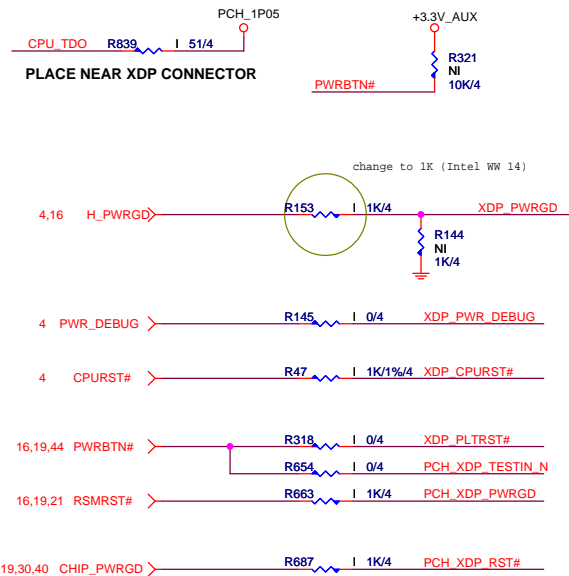 PCH_1P05
+3.3V_AUX
CPU_TDO R839 I 51/4
PLACE NEAR XDP CONNECTOR
R321
NI
PWRBTN# 10K/4
change to 1K (Intel WW 14)
4,16 H_PWRGD R153 I 1K/4 XDP_PWRGD
R144
NI
1K/4
4 PWR_DEBUG R145 I 0/4 XDP_PWR_DEBUG
4 CPURST# R47 I 1K/1%/4 XDP_CPURST#
16,19,44 PWRBTN# R318 I 0/4 XDP_PLTRST#
R654 I 0/4 PCH_XDP_TESTIN_N
16,19,21 RSMRST# R663 I 1K/4 PCH_XDP_PWRGD
19,30,40 CHIP_PWRGD R687 I 1K/4 PCH_XDP_RST#